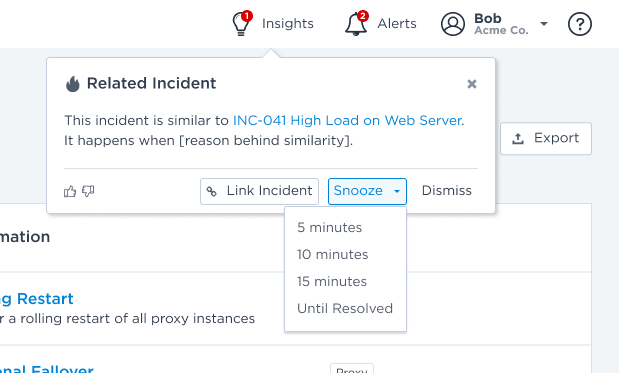 1
Insights
2
Alerts
Bob
Acme Co.
?
Related Incident
This incident is similar to INC-041 High Load on Web Server.
It happens when [reason behind similarity].
Export
Link Incident
Snooze
Dismiss
5 minutes
10 minutes
15 minutes
Until Resolved
mation
ng Restart
r a rolling restart of all proxy instances
onal Failover
Proxy